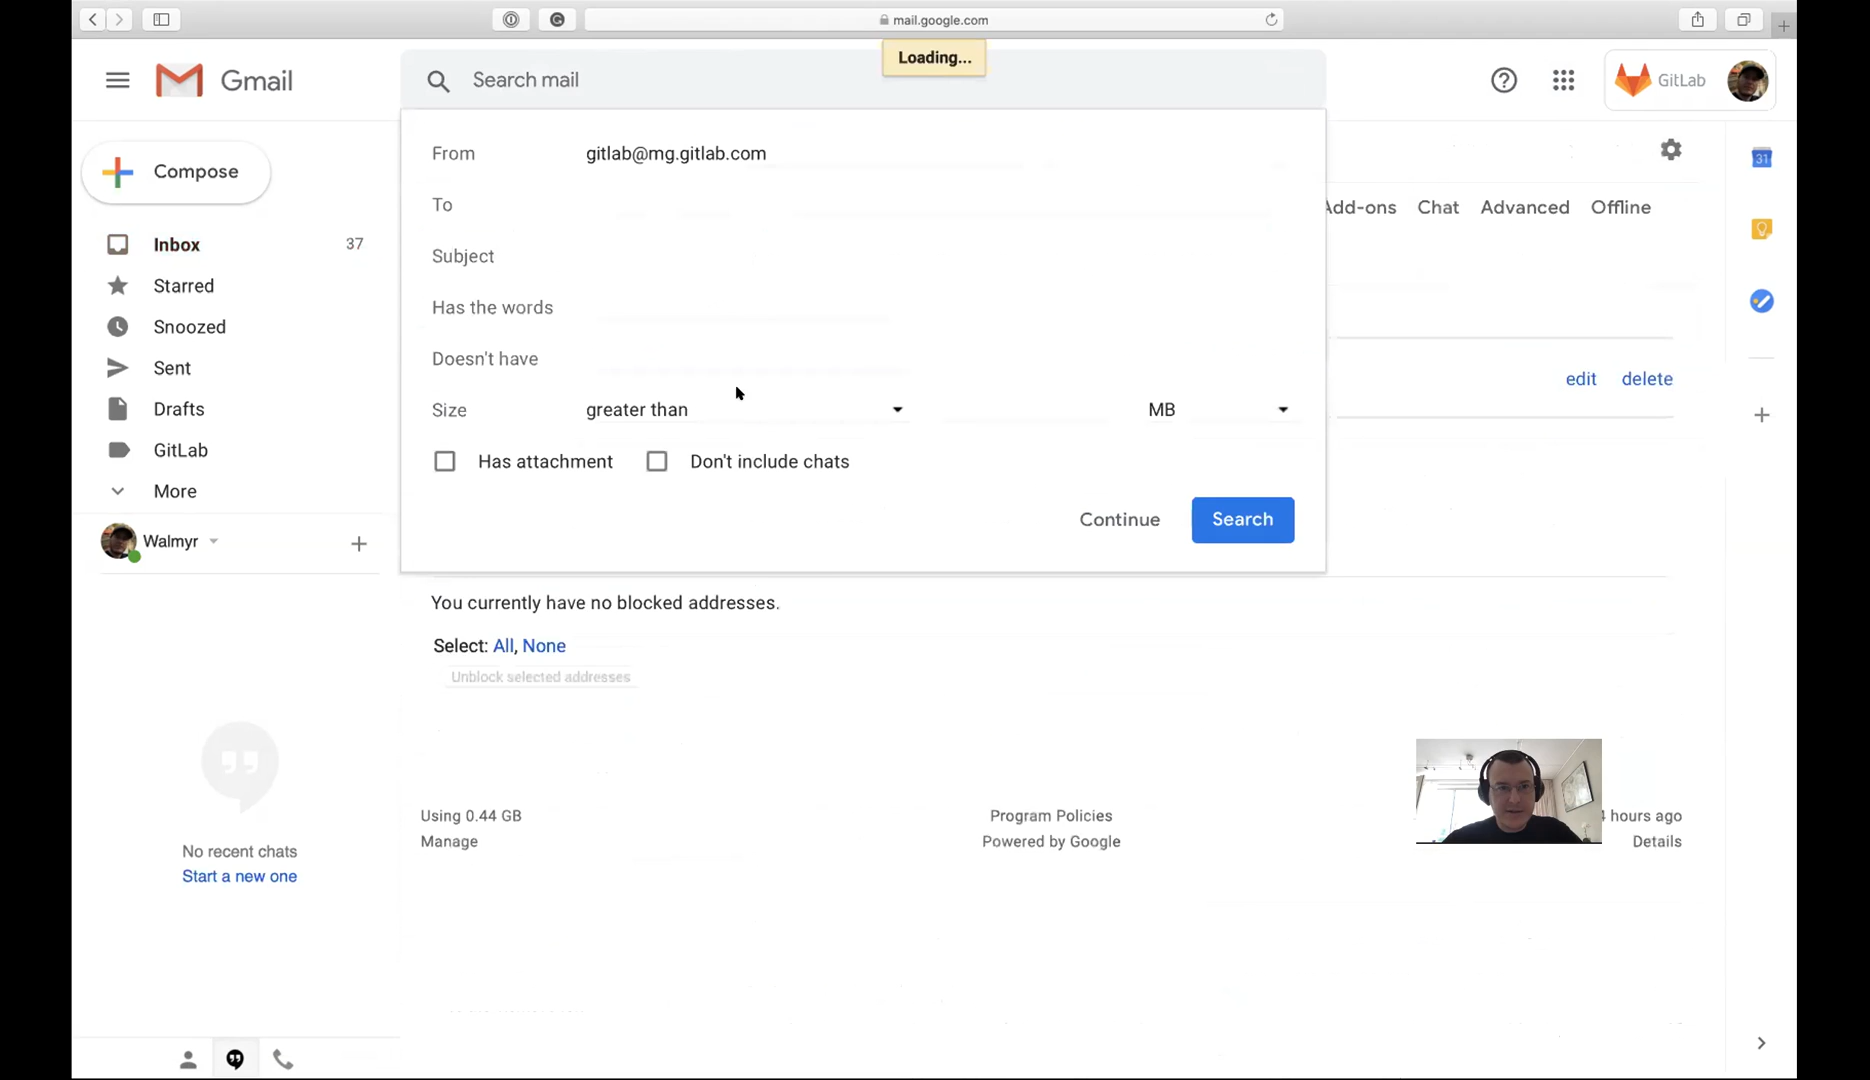 mail.google.com
Loading...
Gmail
Search mail
GitLab
Compose
Inbox 37
Starred
Snoozed
Sent
Drafts
GitLab
More
Walmyr
From gitlab@mg.gitlab.com
To
Subject
Has the words
Doesn't have
Size greater than MB
Has attachment Don't include chats
Continue Search
Add-ons Chat Advanced Offline
31
edit delete
You currently have no blocked addresses.
Select: All, None
Unblock selected addresses
No recent chats
Start a new one
Using 0.44 GB
Manage
Program Policies
Powered by Google
hours ago
Details